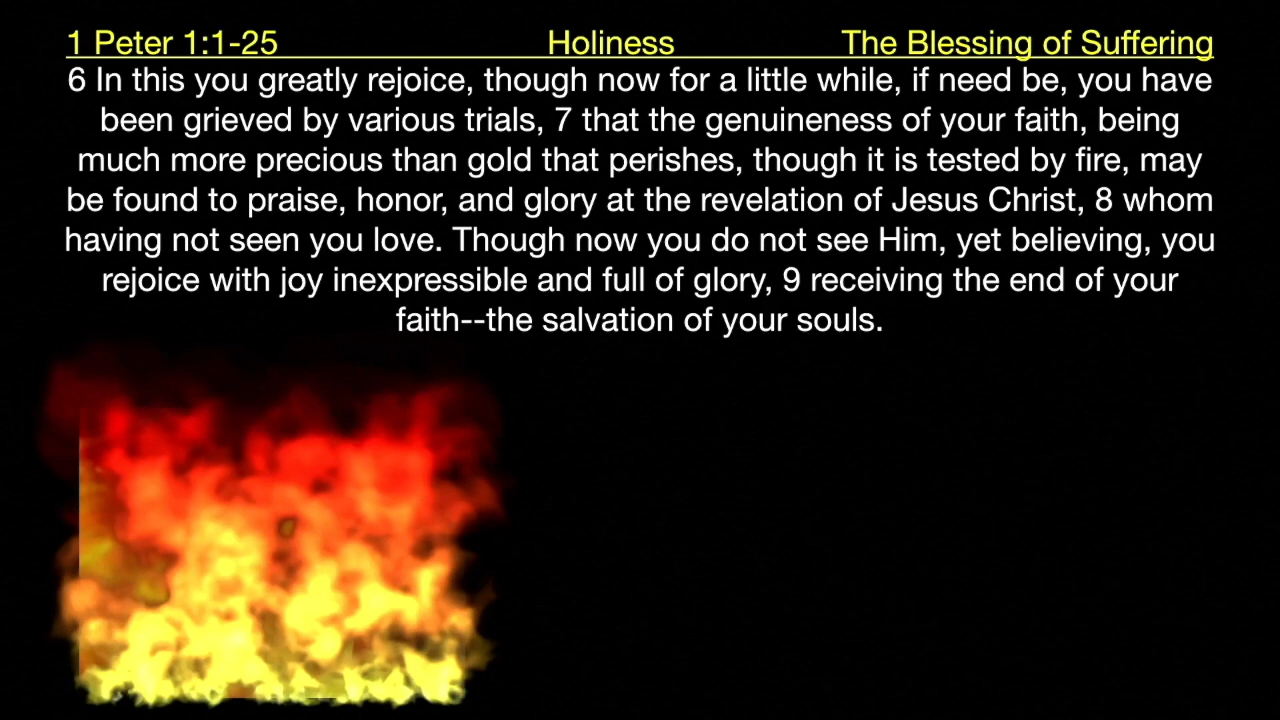 1 Peter 1:1-25 Holiness The Blessing of Suffering
6 In this you greatly rejoice, though now for a little while, if need be, you have
been grieved by various trials, 7 that the genuineness of your faith, being
much more precious than gold that perishes, though it is tested by fire, may
be found to praise, honor, and glory at the revelation of Jesus Christ, 8 whom
having not seen you love. Though now you do not see Him, yet believing, you
rejoice with joy inexpressible and full of glory, 9 receiving the end of your
faith--the salvation of your souls.